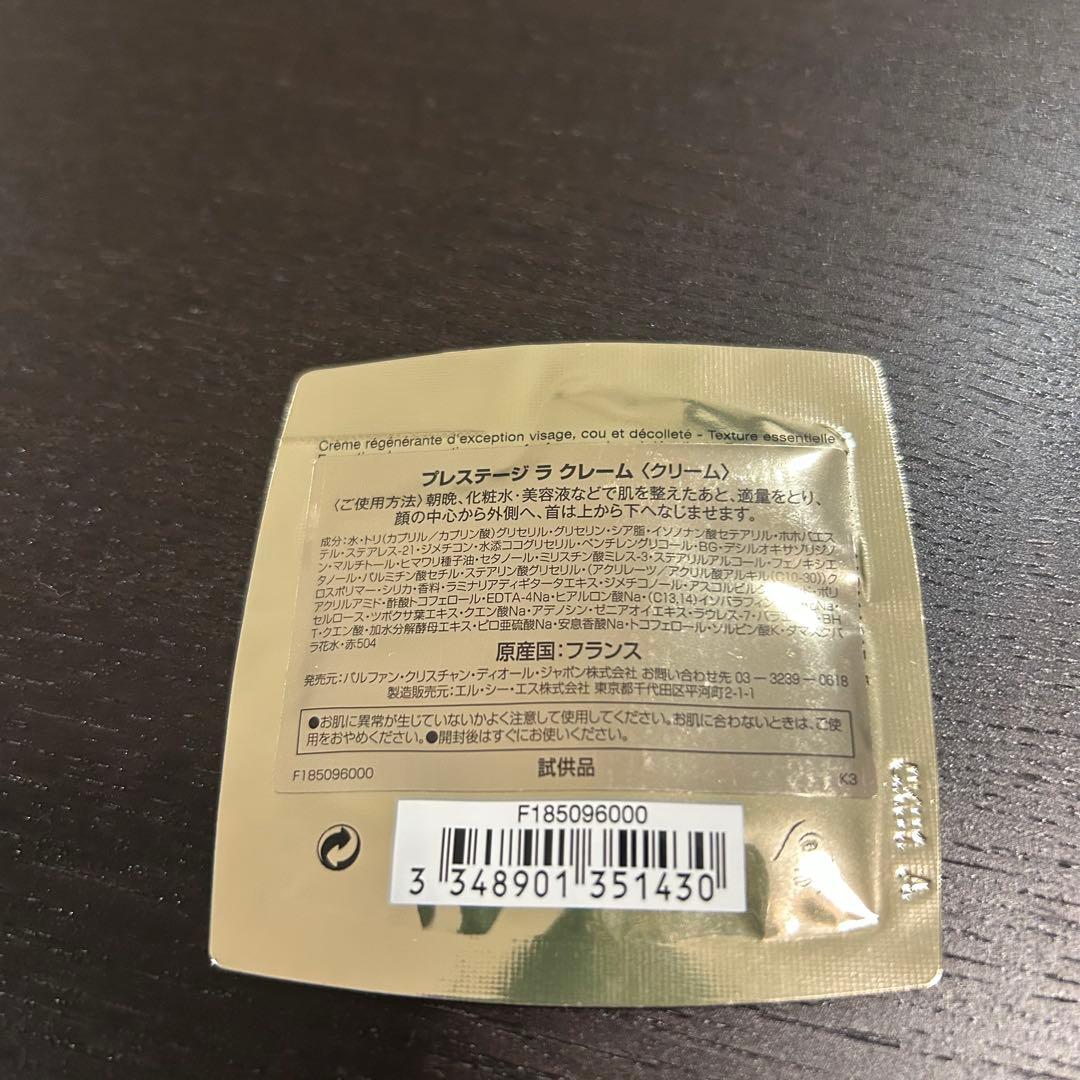 Crème régénérante d'exception visage, cou et décolleté - Texture essentielle
プレステージ ラ クレーム〈クリーム〉
〈ご使用方法〉朝晩、化粧水・美容液などで肌を整えたあと、適量をとり、
顔の中心から外側へ、首は上から下へなじませます。
成分:水・トリ(カプリル/カプリン酸)グリセリル・グリセリン・シア脂・イソノナン酸セテアリル・ホホバエス
テル・ステアレス-21・ジメチコン・水添ココグリセリル・ペンチレングリコール・BG・デシルオキサゾリジノ
ン・マルチトール・ヒマワリ種子油・セタノール・ミリスチン酸ミレス-3・ステアリルアルコール・フェノキシエ
タノール・パルミチン酸セチル・ステアリン酸グリセリル・(アクリレーツ/アクリル酸アルキル(C10-30))ク
ロスポリマー・シリカ・香料・ラミナリアディギタータエキス・ジメチコノール・アスコルビルグルコシド・ポリ
アクリルアミド・酢酸トコフェロール・EDTA-4Na・ヒアルロン酸Na・(C13,14)イソパラフィン・
セルロース・ツボクサ葉エキス・クエン酸Na・アデノシン・ゼニアオイエキス・ラウレス-7・パラ
T・クエン酸・加水分解酵母エキス・ピロ亜硫酸Na・安息香酸Na・トコフェロール・ソルビン酸K・ダマスクバ
ラ花水・赤504
原産国:フランス
発売元:パルファン・クリスチャン・ディオール・ジャポン株式会社 お問い合わせ先 03-3239-0618
製造販売元:エル・シー・エス株式会社 東京都千代田区平河町2-1-1
●お肌に異常が生じていないかよく注意して使用してください。お肌に合わないときは、ご使
用をおやめください。●開封後はすぐにお使いください。
F185096000 試供品 K3
F185096000
3 348901 351430